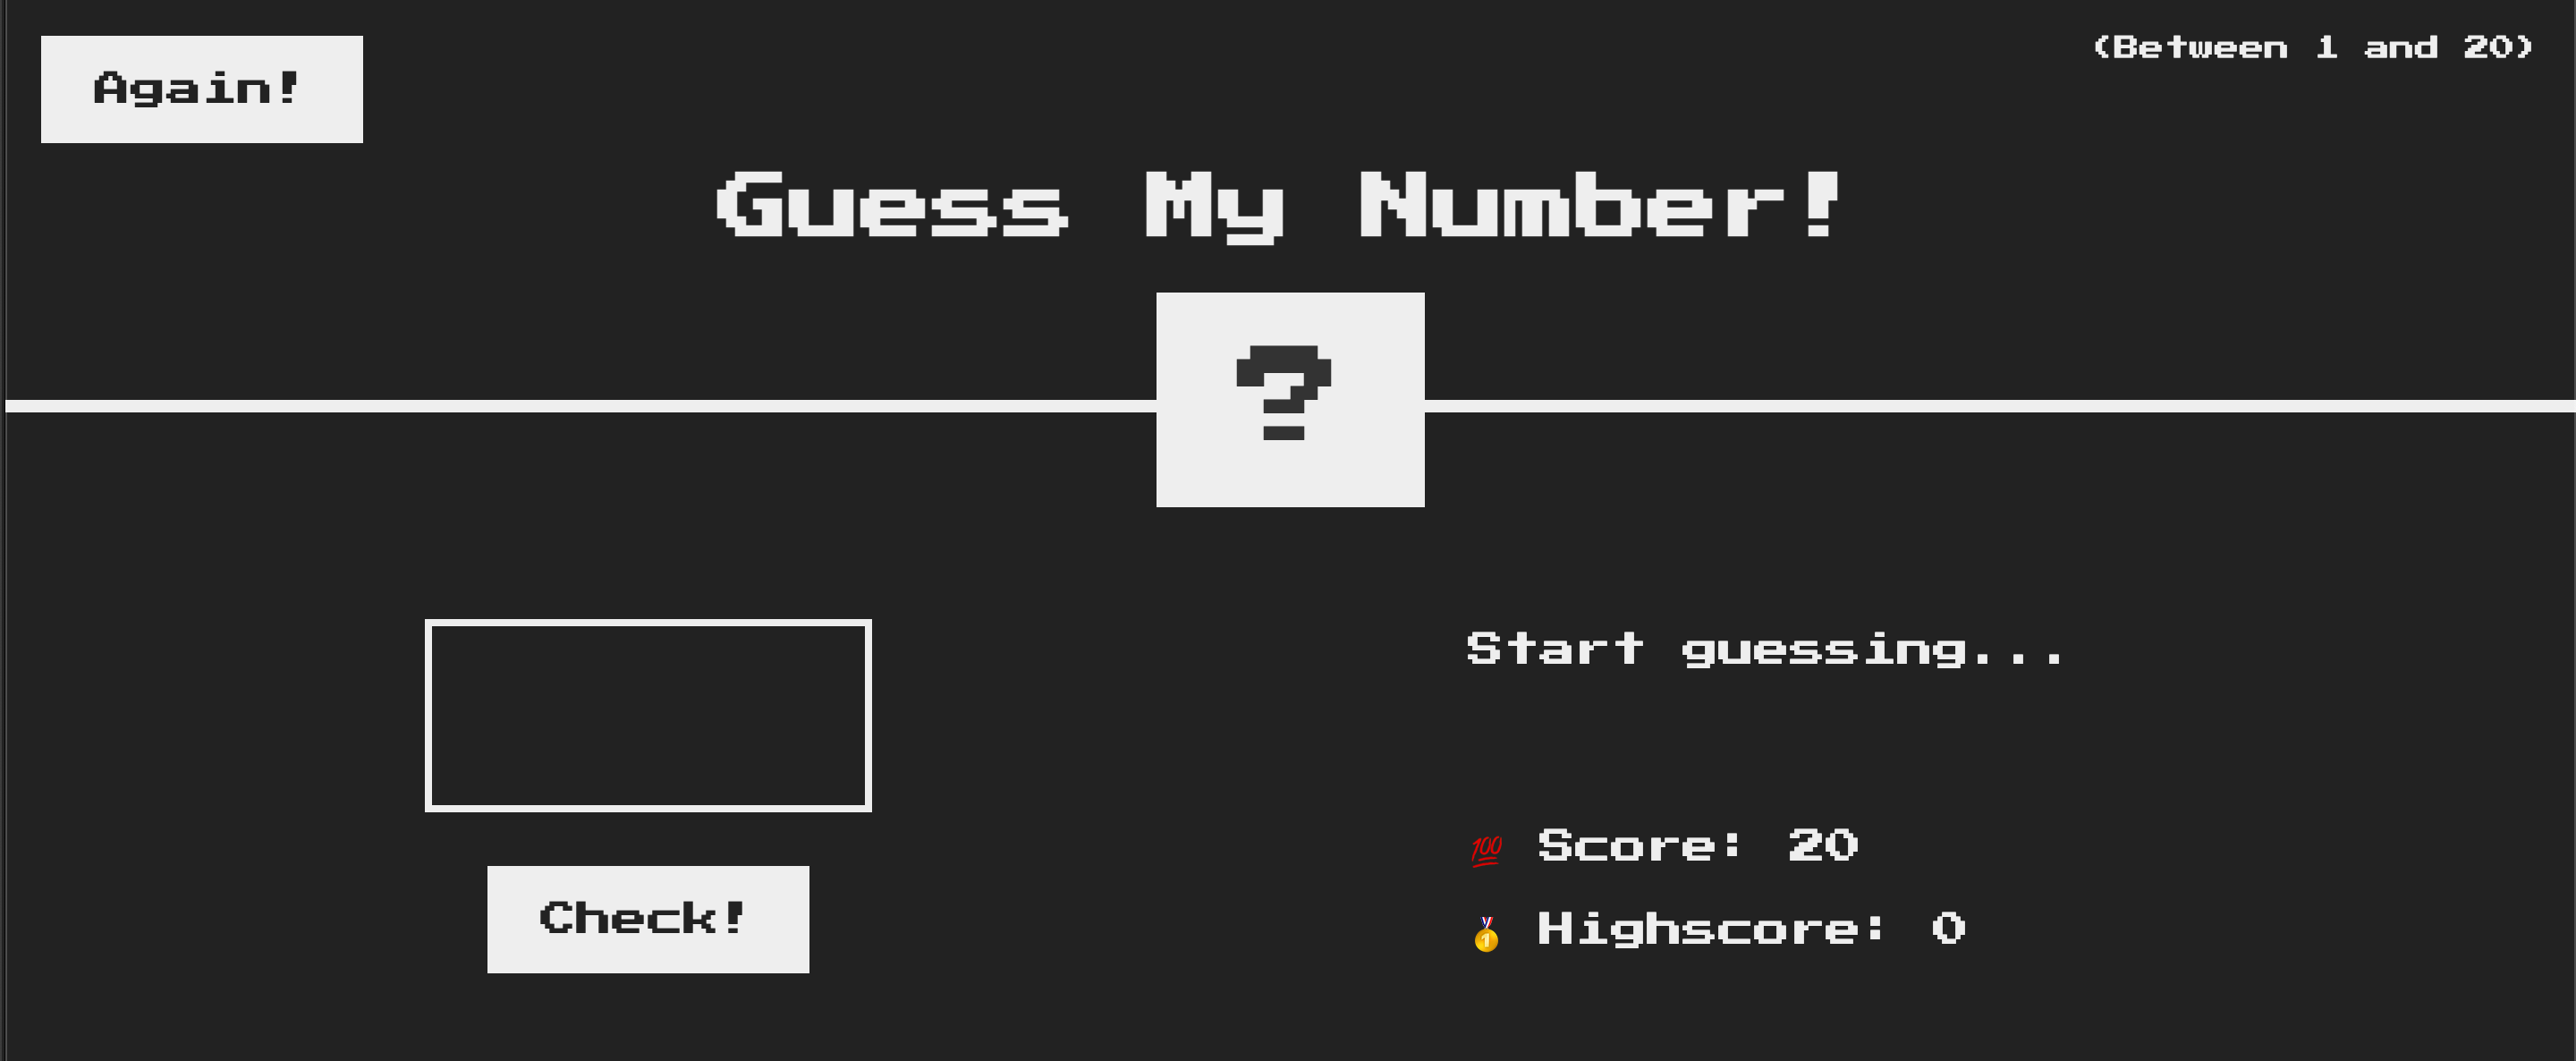 Again!
(Between 1 and 20)
Guess My Number!
?
Start guessing...
💯 Score: 20
🥇 Highscore: 0
Check!